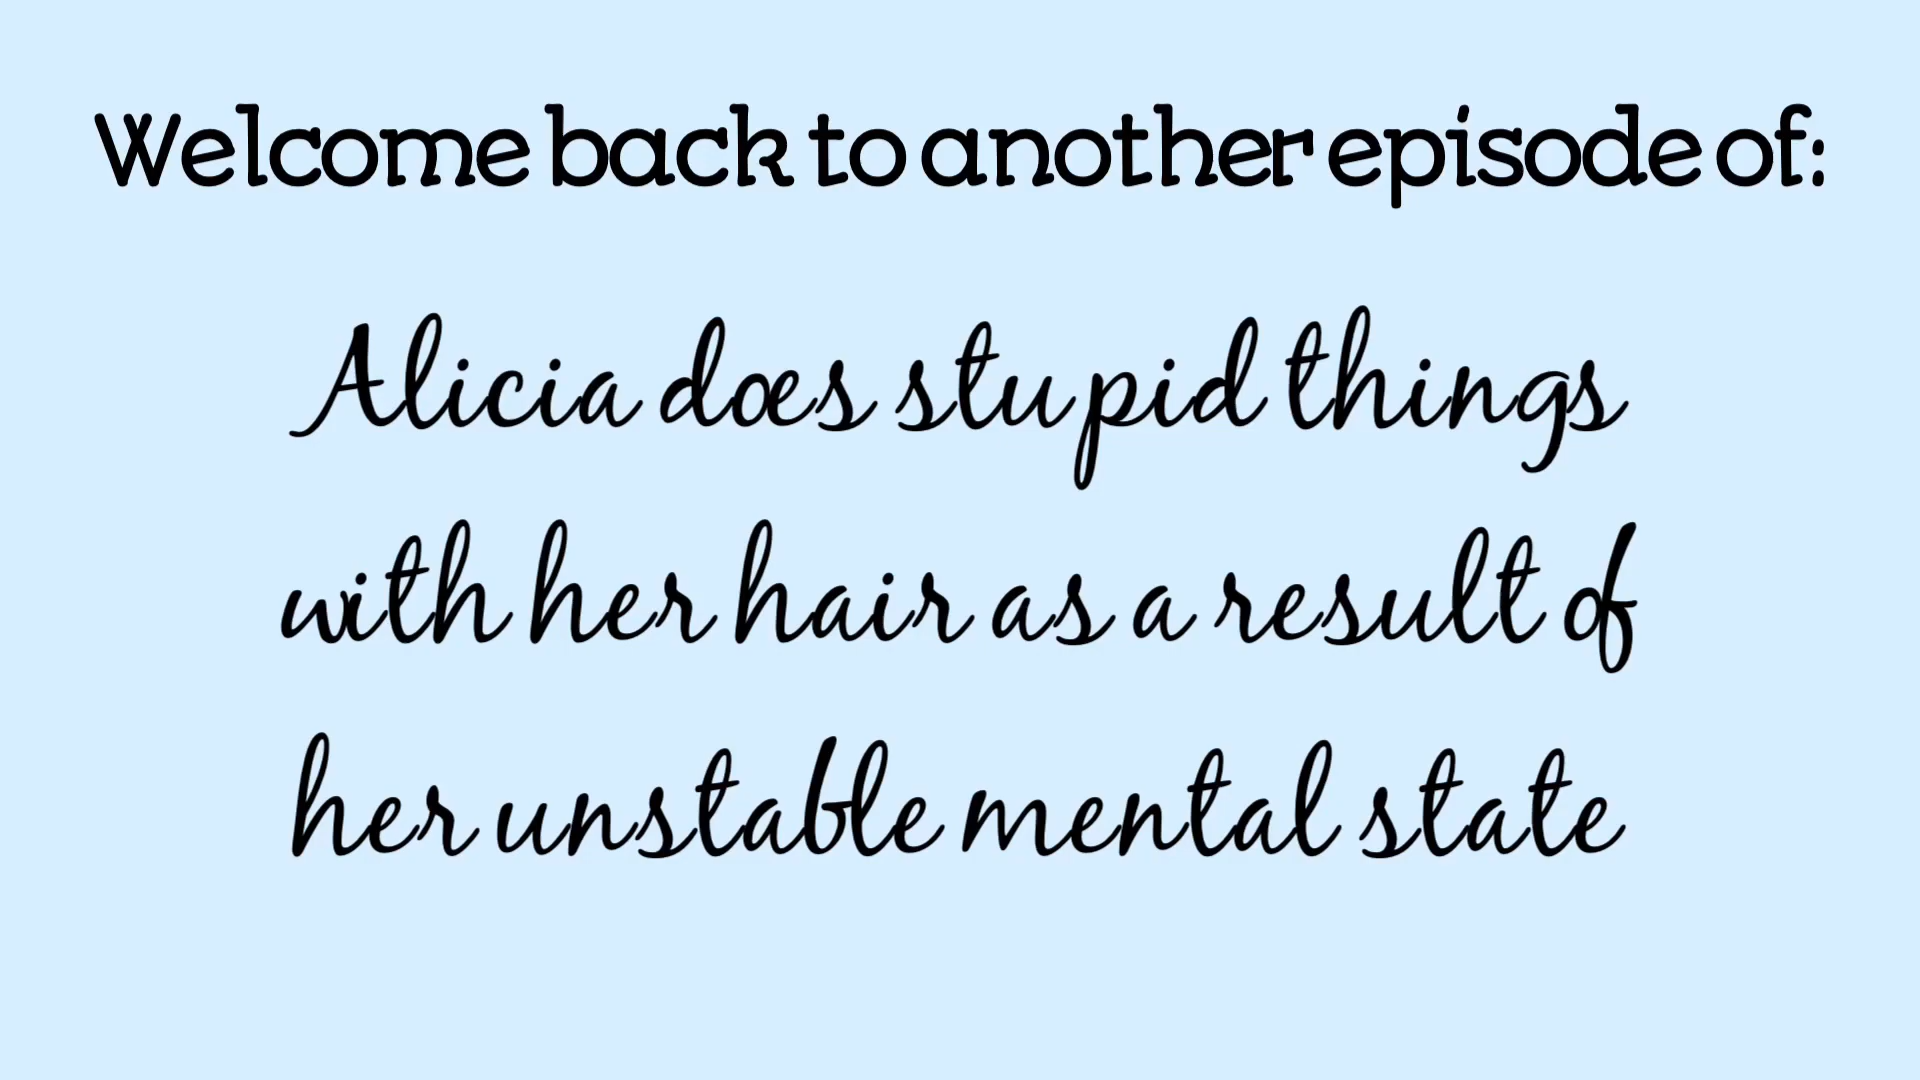 Welcome back to another episode of:
Alicia does stupid things
with her hair as a result of
her unstable mental state